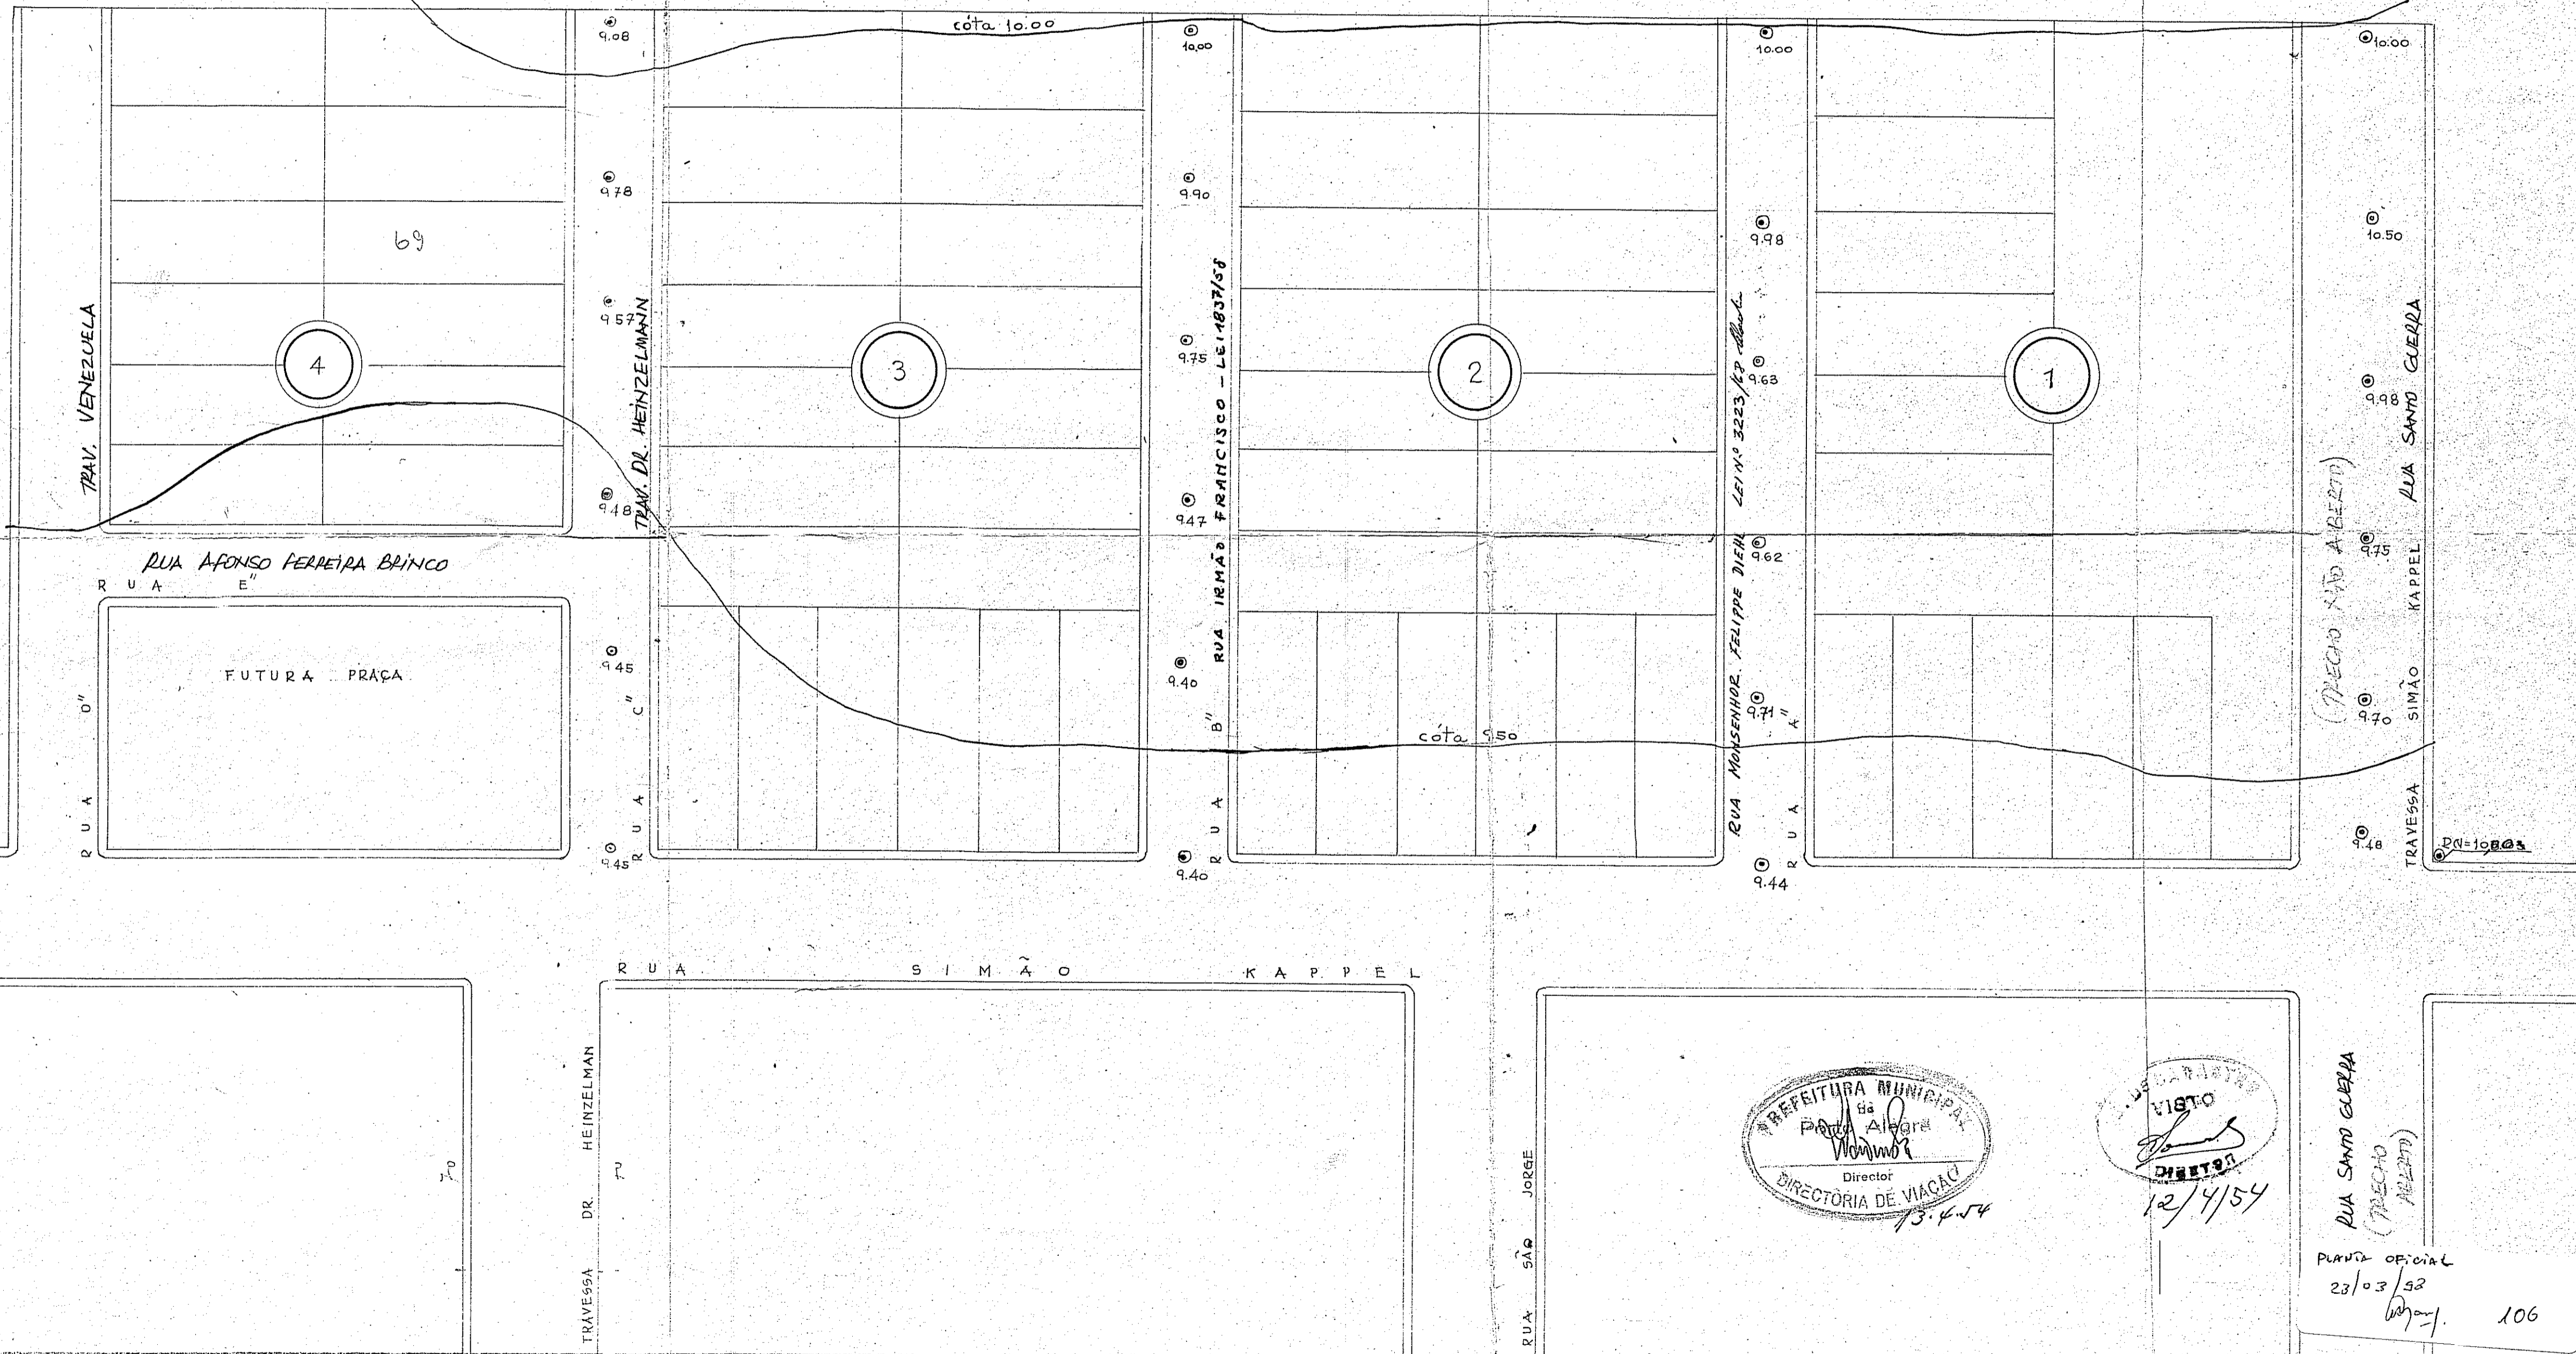 cóta 10.00
9.08
10.00
10.00
10.00
9.78
9.90
9.98
10.50
69
9.57
9.75
9.63
9.98
4
3
2
1
9.48
9.47
9.62
9.75
9.45
9.40
9.71
9.70
cóta 9.50
9.45
9.40
9.44
9.48
TRAV. VENEZUELA
RUA D"
TRAV. DR. HEINZELMANN
RUA C"
RUA IRMÃO FRANCISCO - LEI 1837/58
RUA B"
RUA MONSENHOR FELIPPE DIEHL LEI Nº 3223/68
RUA "A"
RUA SANTO GUERRA
(TRECHO NÃO ABERTO)
TRAVESSA SIMÃO KAPPEL
RUA AFONSO FERREIRA BRINCO
RUA E"
FUTURA PRAÇA
RUA SIMÃO KAPPEL
TRAVESSA DR. HEINZELMAN
RUA SÃO JORGE
70
PREFEITURA MUNICIPAL
Porto Alegre
Director
DIRECTORIA DE VIAÇÃO
13.4.54
VISTO
DIRETOR
12/4/54
RUA SANTO GUERRA
(TRECHO
ABERTO)
PLANTA OFICIAL
23/03/93
106